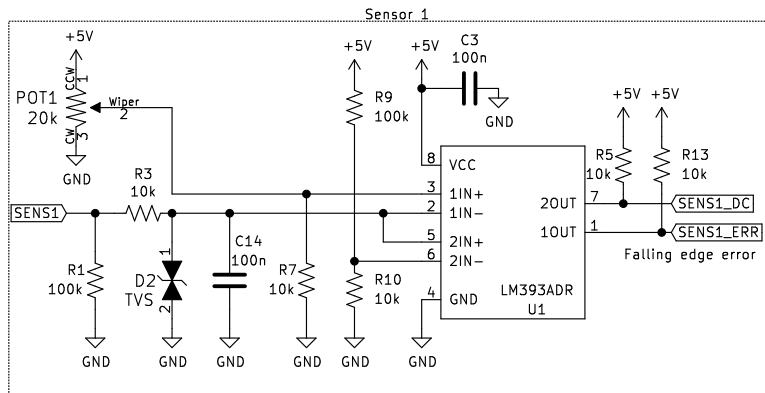 Sensor 1
+5V
CCW
1
POT1
20k
Wiper
2
CW
3
GND
SENS1
R3
10k
R1
100k
GND
D2
TVS
1
2
GND
C14
100n
GND
R7
10k
GND
+5V
R9
100k
R10
10k
GND
+5V
C3
100n
GND
8 VCC
3 1IN+
2 1IN-
5 2IN+
6 2IN-
4 GND
GND
2OUT 7
1OUT 1
LM393ADR
U1
+5V
+5V
R5
10k
R13
10k
SENS1_DC
SENS1_ERR
Falling edge error